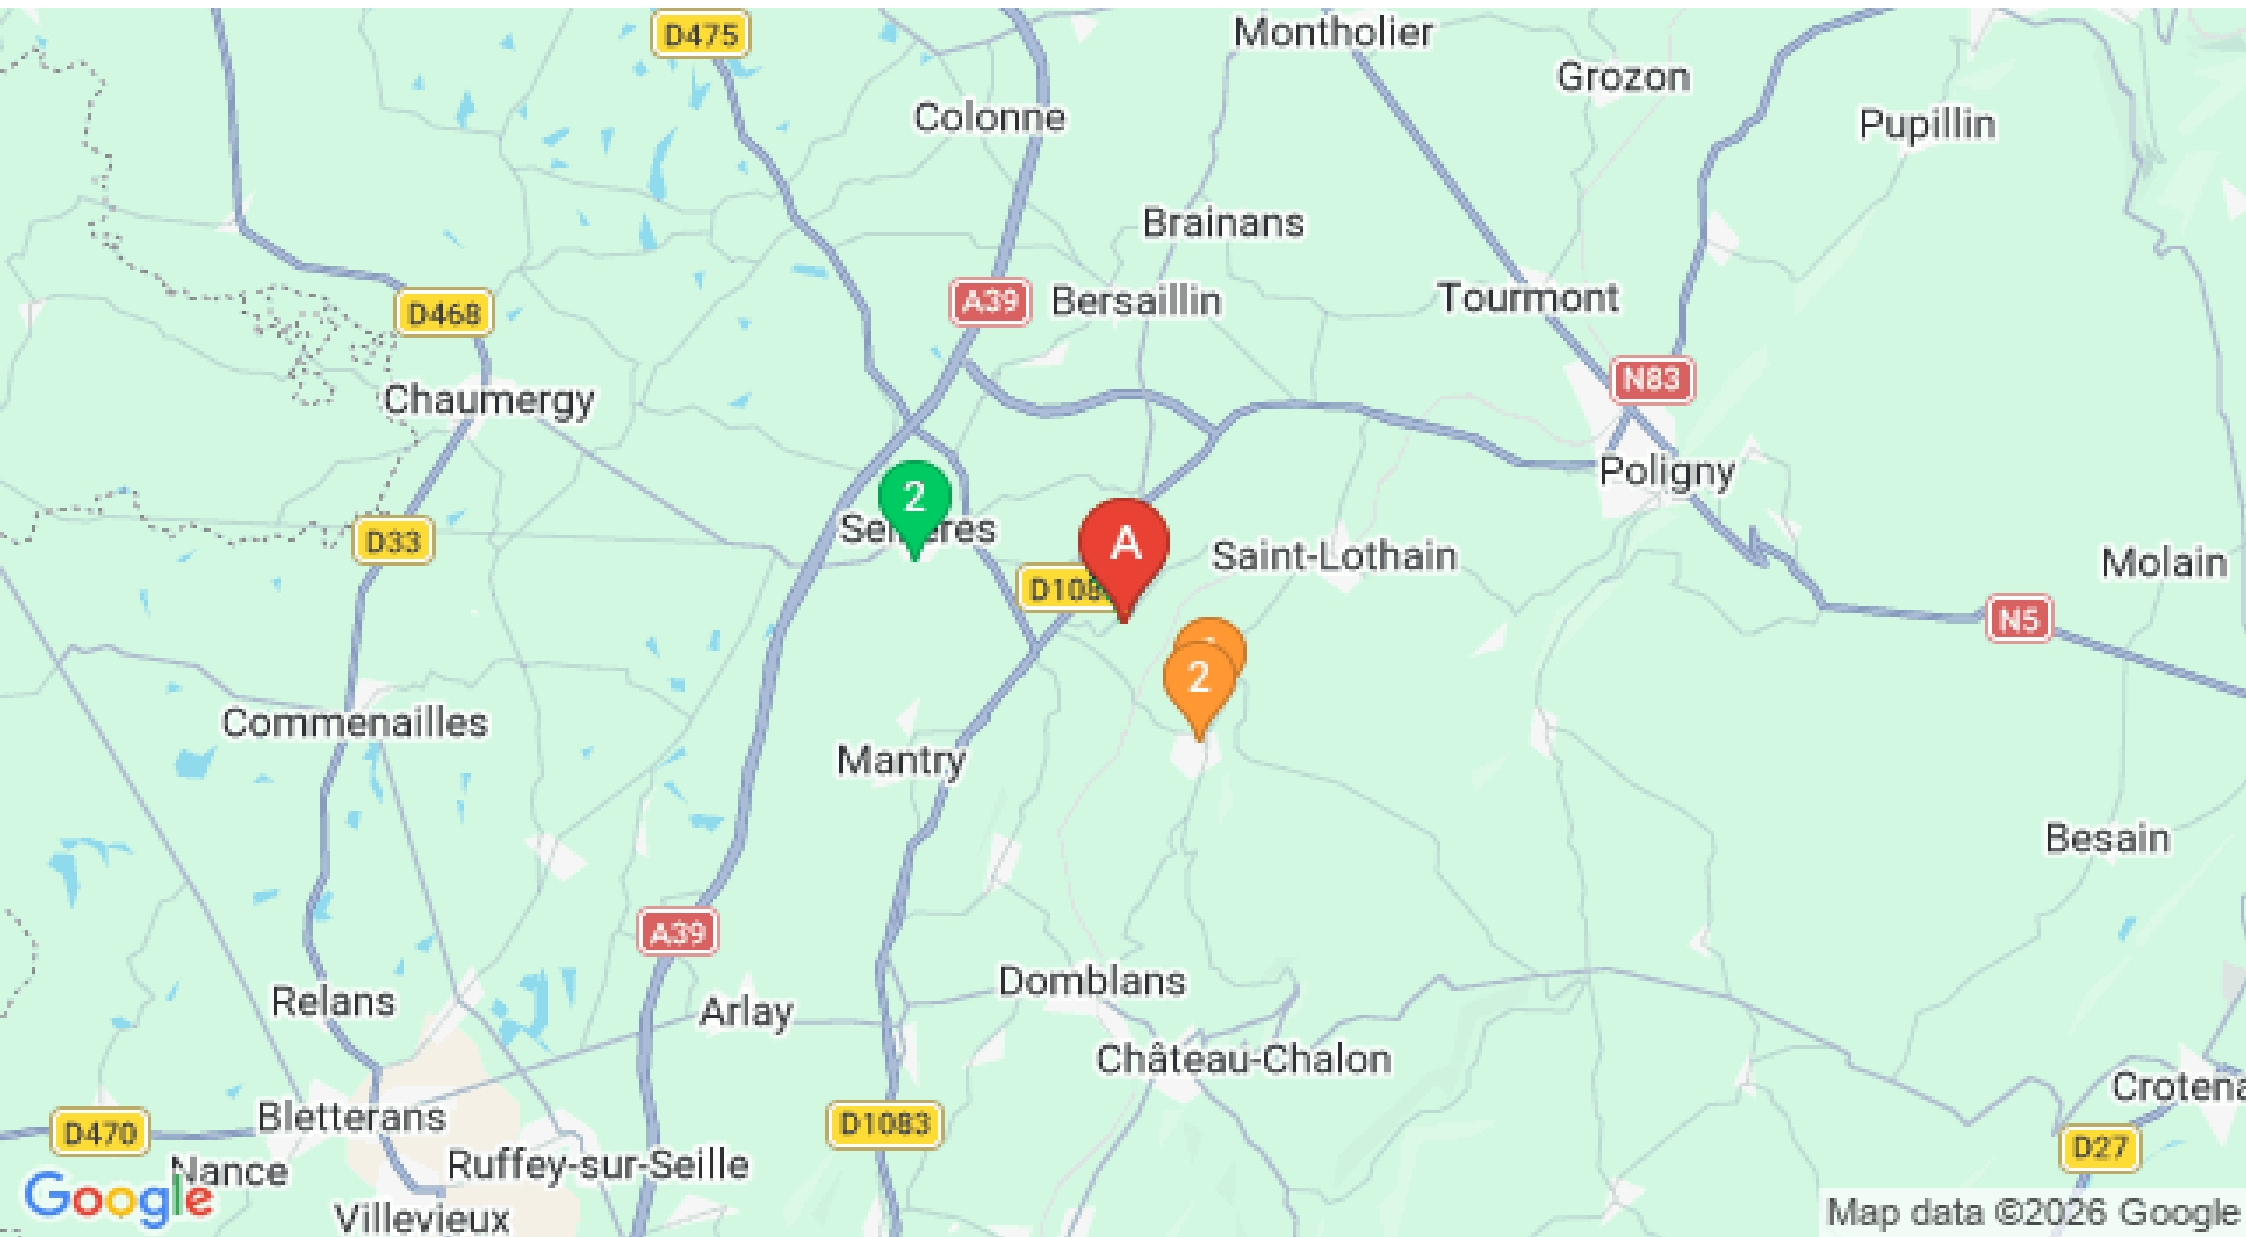 D475
Montholier
Grozon
Colonne
Pupillin
Brainans
A39
Bersaillin
Tourmont
D468
N83
Chaumergy
Poligny
2
A
D33
Saint-Lothain
Molain
N5
2
Commenailles
Mantry
Besain
A39
Relans
Arlay
Domblans
Château-Chalon
Bletterans
D470
D1083
D27
Nance
Ruffey-sur-Seille
Google
Villevieux
Map data ©2026 Google